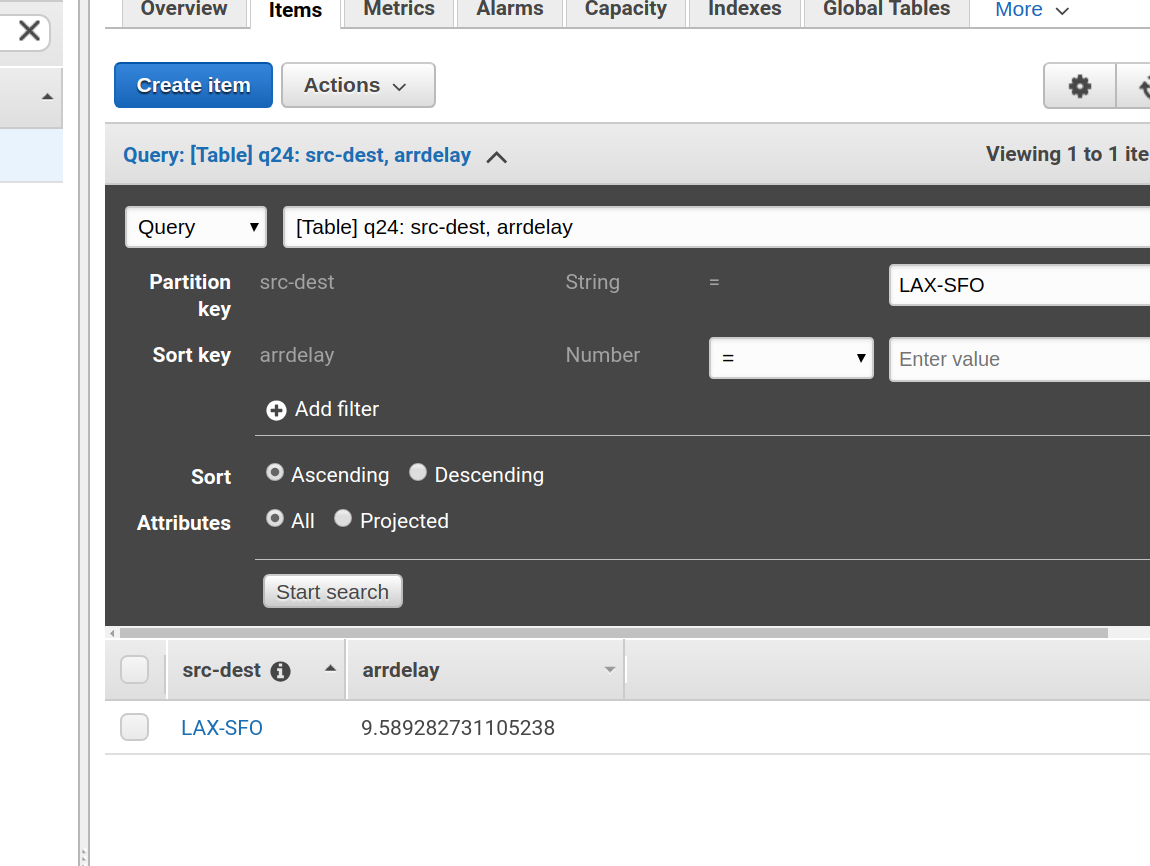 Overview Items Metrics Alarms Capacity Indexes Global Tables More
Create item Actions
Query: [Table] q24: src-dest, arrdelay Viewing 1 to 1 ite
Query [Table] q24: src-dest, arrdelay
Partition key src-dest String = LAX-SFO
Sort key arrdelay Number = Enter value
Add filter
Sort Ascending Descending
Attributes All Projected
Start search
src-dest arrdelay
LAX-SFO 9.589282731105238